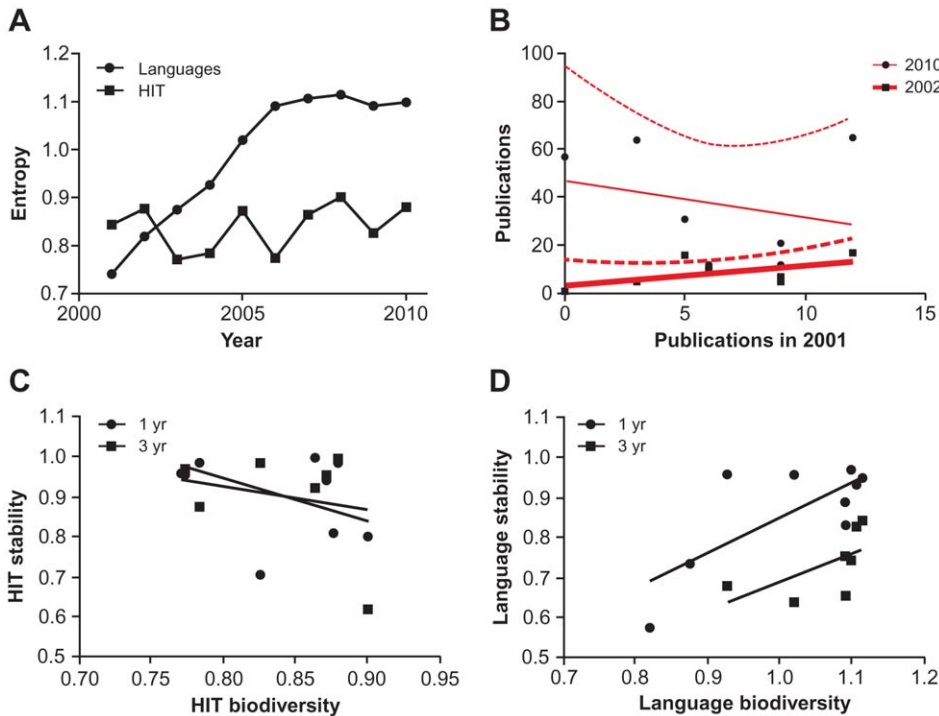 A
1.2
1.1
1.0
0.9
0.8
0.7
Entropy
Languages
HIT
2000
2005
2010
Year
B
100
80
60
40
20
0
Publications
2010
2002
0
5
10
15
Publications in 2001
C
1.1
1.0
0.9
0.8
0.7
0.6
0.5
HIT stability
1 yr
3 yr
0.70
0.75
0.80
0.85
0.90
0.95
HIT biodiversity
D
1.1
1.0
0.9
0.8
0.7
0.6
0.5
Language stability
1 yr
3 yr
0.7
0.8
0.9
1.0
1.1
1.2
Language biodiversity